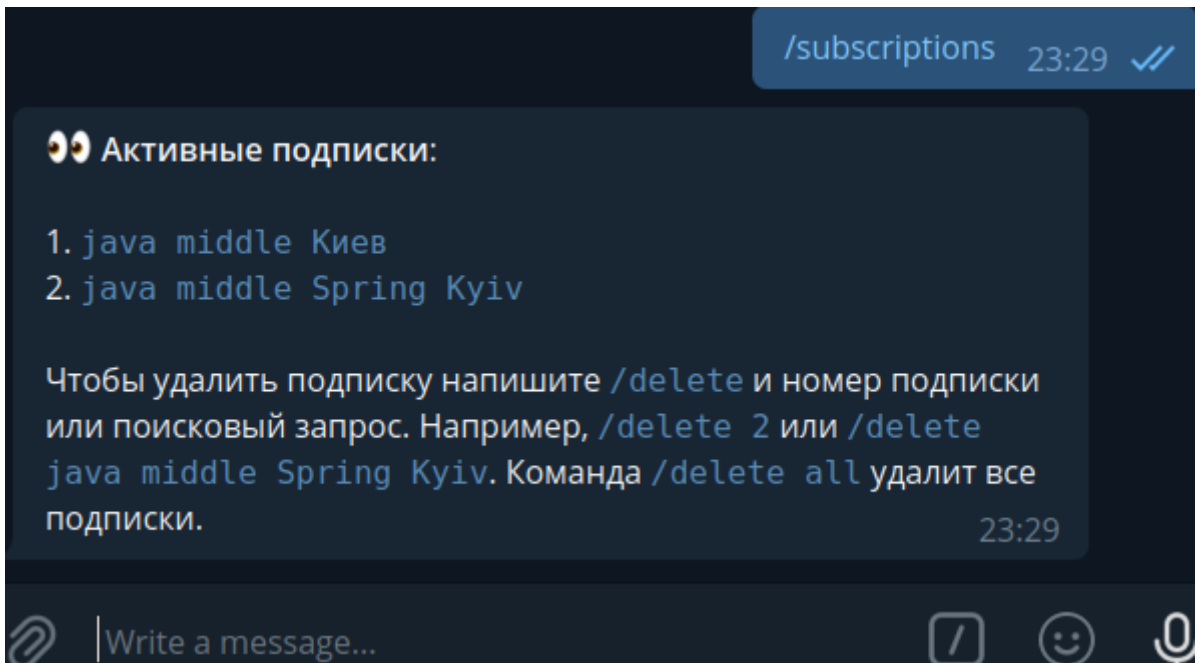 /subscriptions 23:29
👀 Активные подписки:
1. java middle Киев
2. java middle Spring Kyiv
Чтобы удалить подписку напишите /delete и номер подписки
или поисковый запрос. Например, /delete 2 или /delete
java middle Spring Kyiv. Команда /delete all удалит все
подписки.
23:29
Write a message...